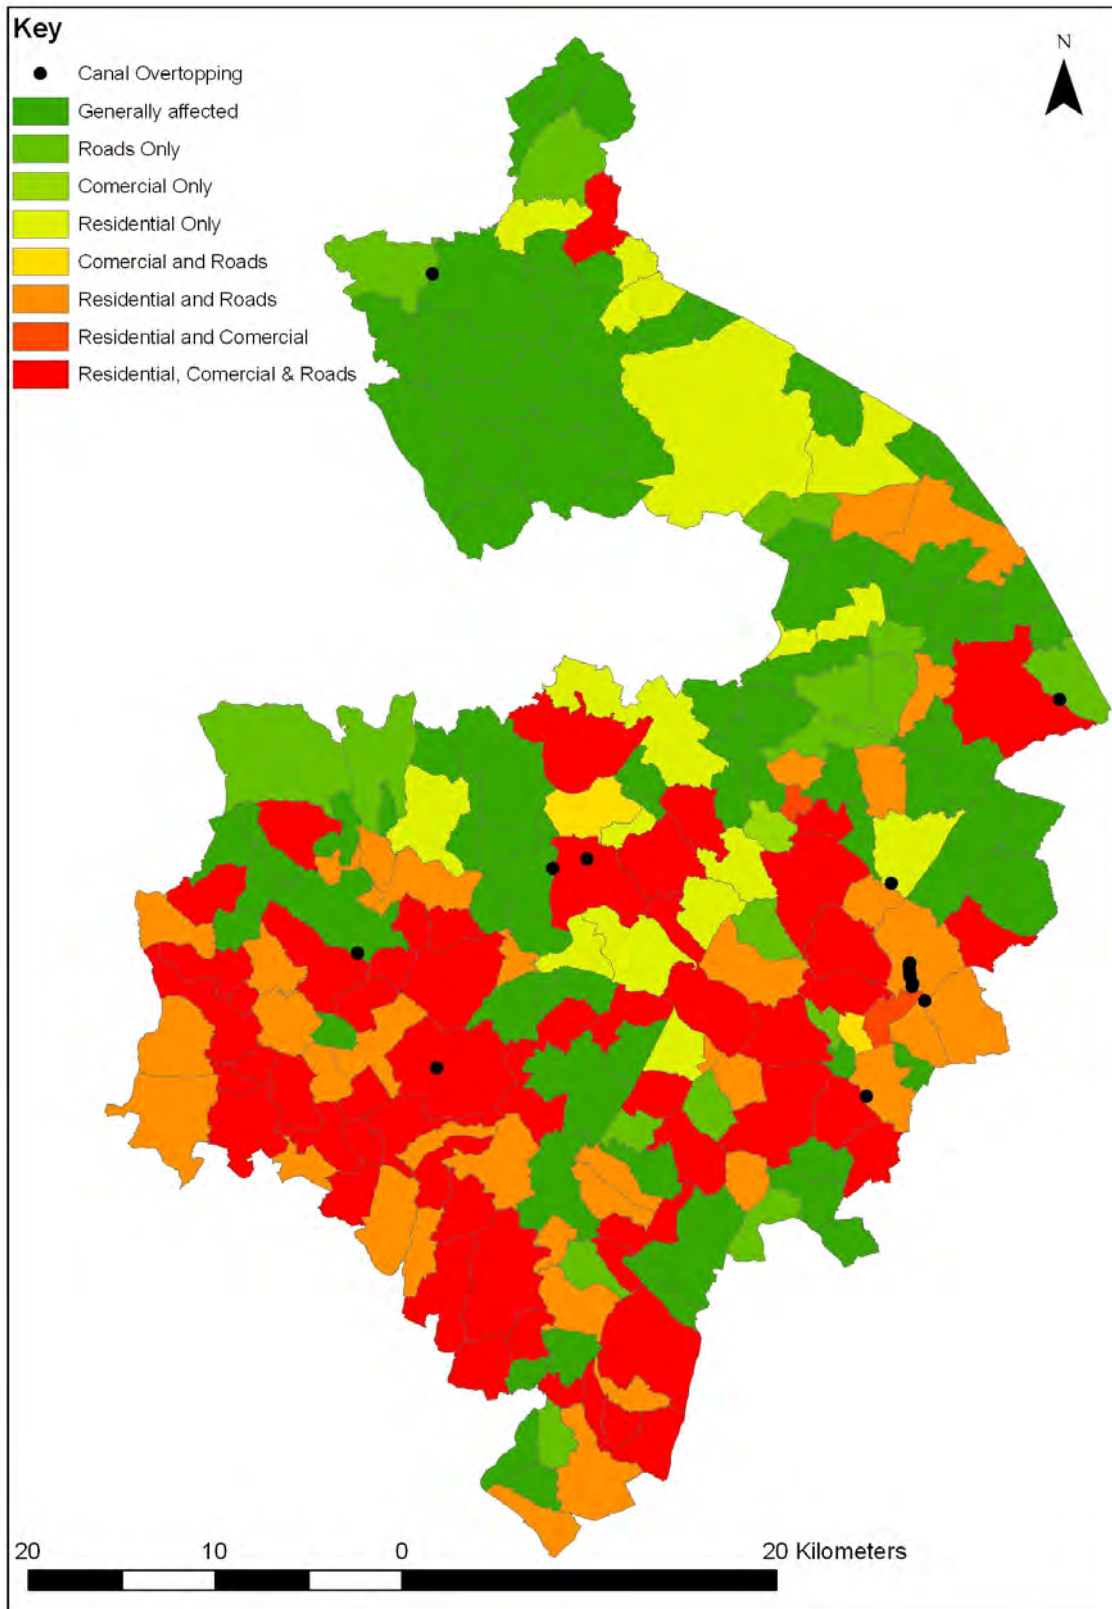 Key
N
Canal Overtopping
Generally affected
Roads Only
Comercial Only
Residential Only
Comercial and Roads
Residential and Roads
Residential and Comercial
Residential, Comercial & Roads
20 10 0 20 Kilometers